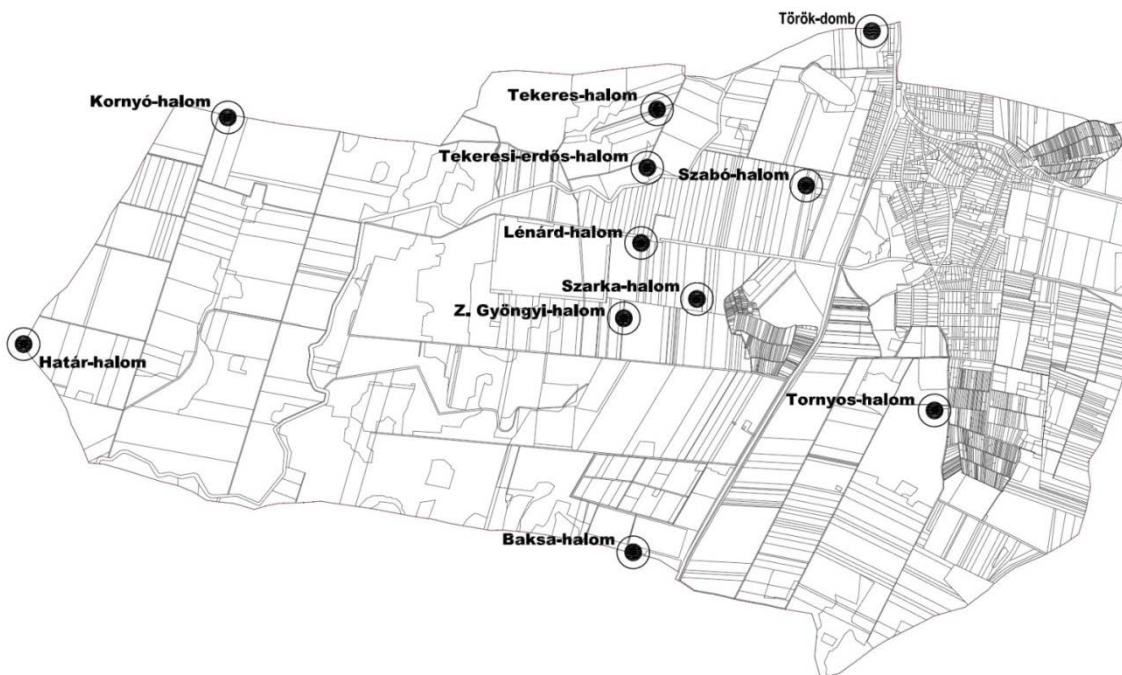 Török-domb
Tekeres-halom
Kornyó-halom
Tekeresi-erdős-halom
Szabó-halom
Lénárd-halom
Szarka-halom
Z. Gyöngyi-halom
Határ-halom
Tornyos-halom
Baksa-halom